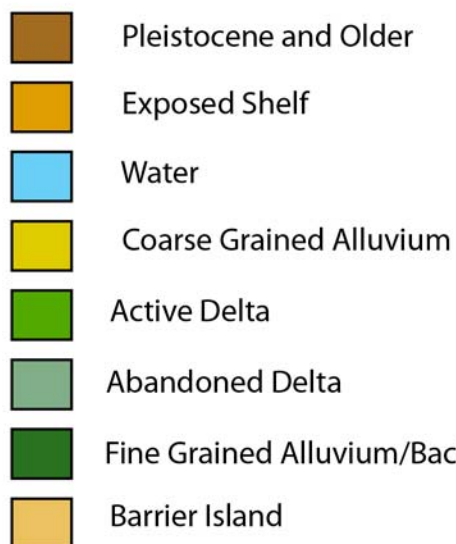 Pleistocene and Older
Exposed Shelf
Water
Coarse Grained Alluvium
Active Delta
Abandoned Delta
Fine Grained Alluvium/Bac
Barrier Island